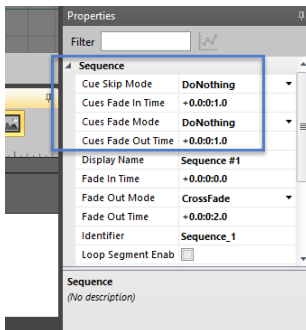 Properties
Filter
Sequence
Cue Skip Mode DoNothing
Cues Fade In Time +0.0:0:1.0
Cues Fade Mode DoNothing
Cues Fade Out Time +0.0:0:1.0
Display Name Sequence #1
Fade In Time +0.0:0:0.0
Fade Out Mode CrossFade
Fade Out Time +0.0:0:2.0
Identifier Sequence_1
Loop Segment Enab
Sequence
(No description)